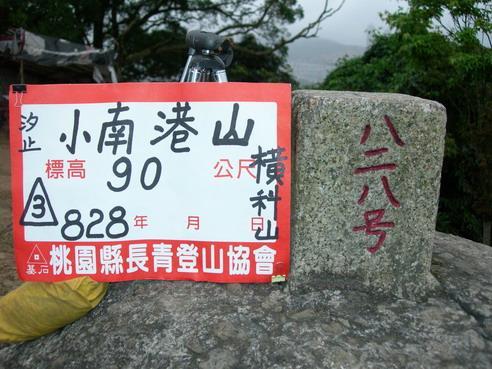 汐止
小南港山
標高 90 公尺
橫科山
3
828 年 月 日
基石 桃園縣長青登山協會
八二八号